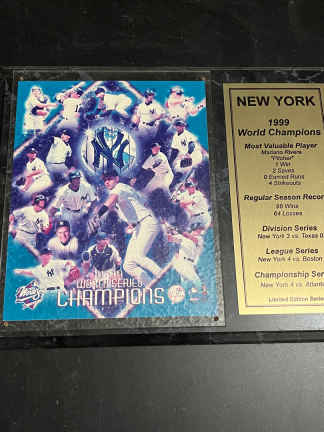 1999
WORLD SERIES
CHAMPIONS
NEW YORK
1999
World Champions
Most Valuable Player
Mariano Rivera
"Pitcher"
1 Win
2 Saves
0 Earned Runs
4 Strikeouts
Regular Season Recor
98 Wins
64 Losses
Division Series
New York 3 vs. Texas 0
League Series
New York 4 vs. Boston
Championship Ser
New York 4 vs. Atlant
Limited Edition Series